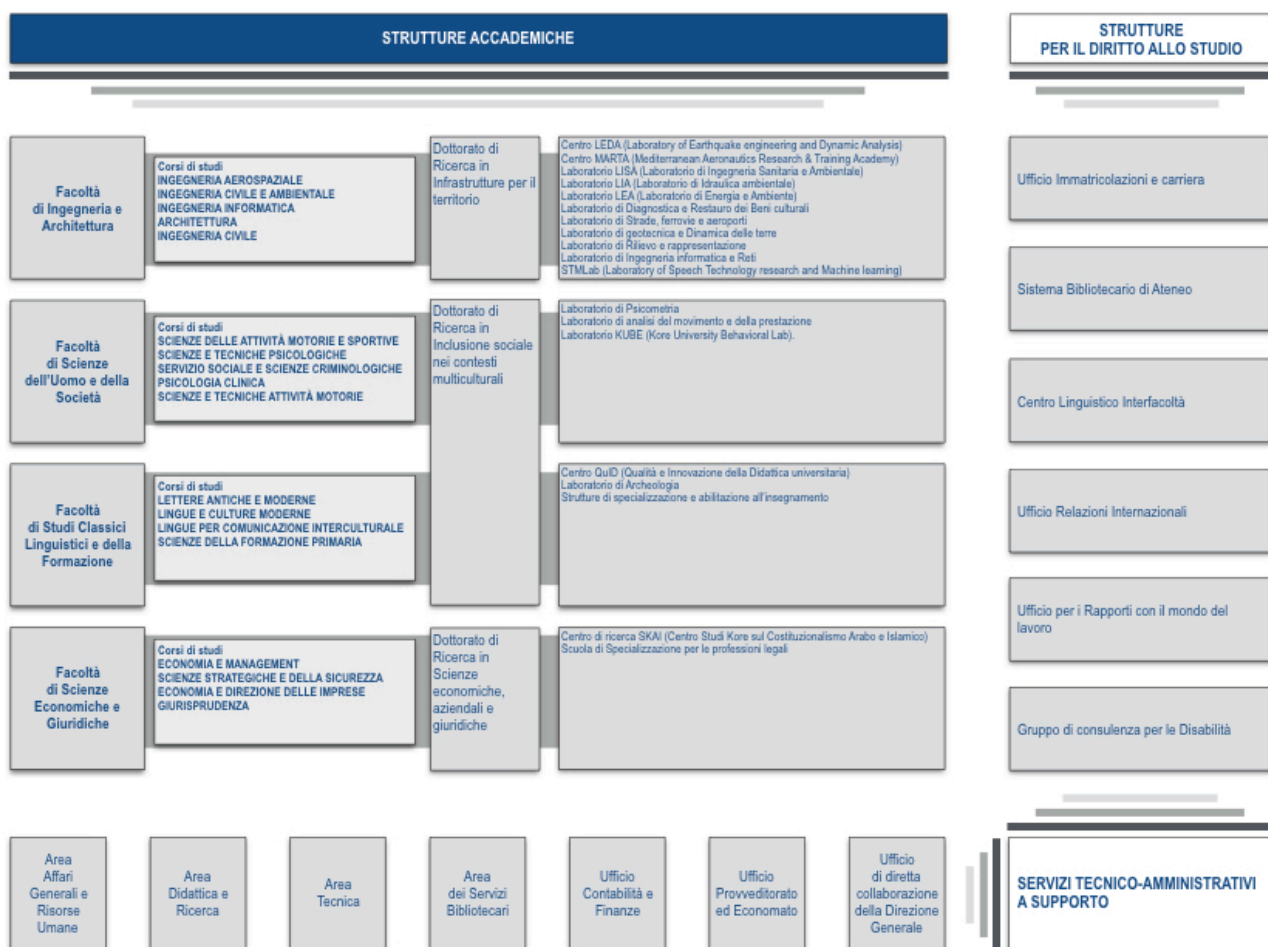 STRUTTURE ACCADEMICHE
STRUTTURE
PER IL DIRITTO ALLO STUDIO
Facoltà
di Ingegneria e
Architettura
Corsi di studi
INGEGNERIA AEROSPAZIALE
INGEGNERIA CIVILE E AMBIENTALE
INGEGNERIA INFORMATICA
ARCHITETTURA
INGEGNERIA CIVILE
Dottorato di
Ricerca in
Infrastrutture per il
territorio
Centro LEDA (Laboratory of Earthquake engineering and Dynamic Analysis)
Centro MARTA (Mediterranean Aeronautics Research & Training Academy)
Laboratorio LISA (Laboratorio di Ingegneria Sanitaria e Ambientale)
Laboratorio LIA (Laboratorio di Idraulica ambientale)
Laboratorio LEA (Laboratorio di Energia e Ambiente)
Laboratorio di Diagnostica e Restauro dei Beni culturali
Laboratorio di Strade, ferrovie e aeroporti
Laboratorio di geotecnica e Dinamica delle terre
Laboratorio di Rilievo e rappresentazione
Laboratorio di Ingegneria informatica e Reti
STMLab (Laboratory of Speech Technology research and Machine learning)
Facoltà
di Scienze
dell'Uomo e della
Società
Corsi di studi
SCIENZE DELLE ATTIVITÀ MOTORIE E SPORTIVE
SCIENZE E TECNICHE PSICOLOGICHE
SERVIZIO SOCIALE E SCIENZE CRIMINOLOGICHE
PSICOLOGIA CLINICA
SCIENZE E TECNICHE ATTIVITÀ MOTORIE
Dottorato di
Ricerca in
Inclusione sociale
nei contesti
multiculturali
Laboratorio di Psicometria
Laboratorio di analisi del movimento e della prestazione
Laboratorio KUBE (Kore University Behavioral Lab).
Facoltà
di Studi Classici
Linguistici e della
Formazione
Corsi di studi
LETTERE ANTICHE E MODERNE
LINGUE E CULTURE MODERNE
LINGUE PER COMUNICAZIONE INTERCULTURALE
SCIENZE DELLA FORMAZIONE PRIMARIA
Centro QuID (Qualità e Innovazione della Didattica universitaria)
Laboratorio di Archeologia
Strutture di specializzazione e abilitazione all'insegnamento
Facoltà
di Scienze
Economiche e
Giuridiche
Corsi di studi
ECONOMIA E MANAGEMENT
SCIENZE STRATEGICHE E DELLA SICUREZZA
ECONOMIA E DIREZIONE DELLE IMPRESE
GIURISPRUDENZA
Dottorato di
Ricerca in
Scienze
economiche,
aziendali e
giuridiche
Centro di ricerca SKAI (Centro Studi Kore sul Costituzionalismo Arabo e Islamico)
Scuola di Specializzazione per le professioni legali
Ufficio Immatricolazioni e carriera
Sistema Bibliotecario di Ateneo
Centro Linguistico Interfacoltà
Ufficio Relazioni Internazionali
Ufficio per i Rapporti con il mondo del
lavoro
Gruppo di consulenza per le Disabilità
Area
Affari
Generali e
Risorse
Umane
Area
Didattica e
Ricerca
Area
Tecnica
Area
dei Servizi
Bibliotecari
Ufficio
Contabilità e
Finanze
Ufficio
Provveditorato
ed Economato
Ufficio
di diretta
collaborazione
della Direzione
Generale
SERVIZI TECNICO-AMMINISTRATIVI
A SUPPORTO